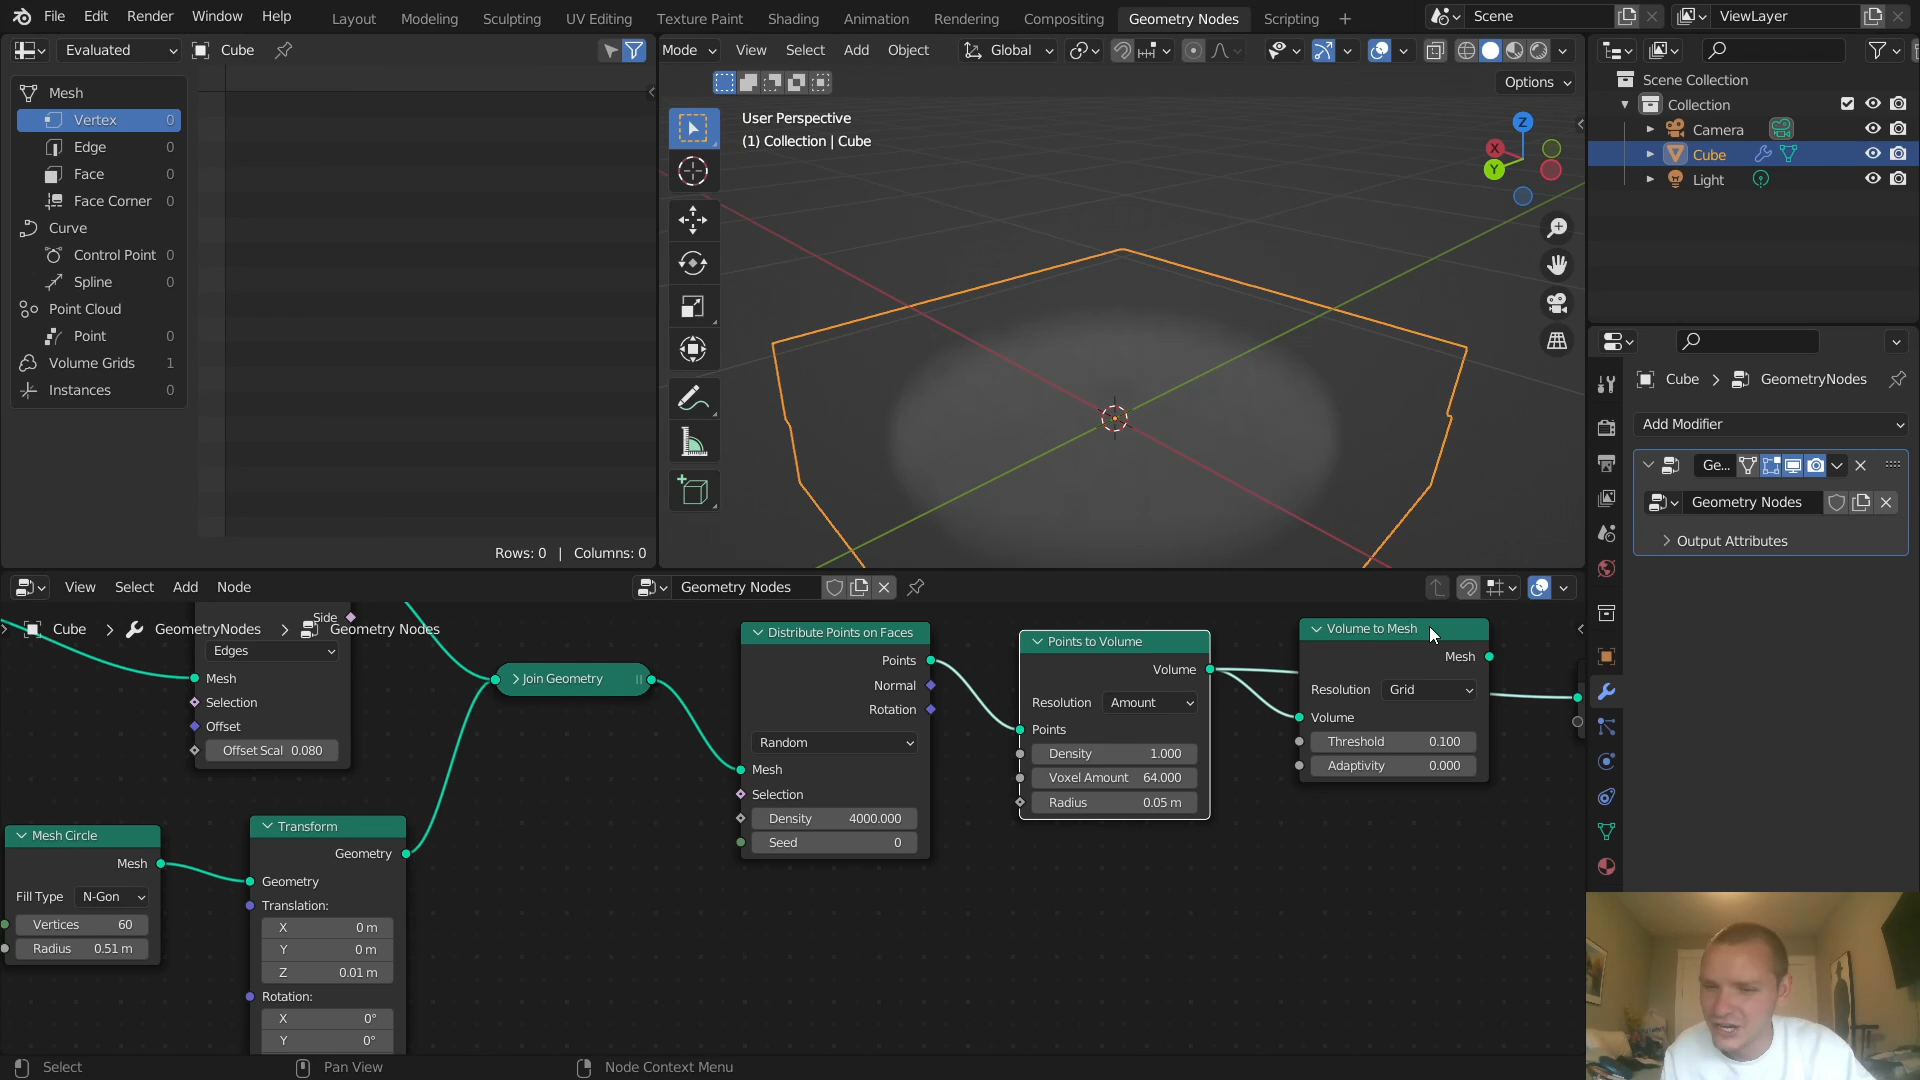 File Edit Render Window Help Layout Modeling Sculpting UV Editing Texture Paint Shading Animation Rendering Compositing Geometry Nodes Scripting + Scene ViewLayer
Evaluated Cube
Mode View Select Add Object Global
Options
Mesh
Vertex 0
Edge 0
Face 0
Face Corner 0
Curve
Control Point 0
Spline 0
Point Cloud
Point 0
Volume Grids 1
Instances 0
Rows: 0 | Columns: 0
User Perspective
(1) Collection | Cube
Z
X
Y
Scene Collection
Collection
Camera
Cube
Light
Cube > GeometryNodes
Add Modifier
Ge...
Geometry Nodes
Output Attributes
View Select Add Node Geometry Nodes
Cube > GeometryNodes > Geometry Nodes
Side
Edges
Mesh
Selection
Offset
Offset Scal 0.080
Join Geometry
Mesh Circle
Mesh
Fill Type N-Gon
Vertices 60
Radius 0.51 m
Transform
Geometry
Geometry
Translation:
X 0 m
Y 0 m
Z 0.01 m
Rotation:
X 0°
Y 0°
Distribute Points on Faces
Points
Normal
Rotation
Random
Mesh
Selection
Density 4000.000
Seed 0
Points to Volume
Volume
Resolution Amount
Points
Density 1.000
Voxel Amount 64.000
Radius 0.05 m
Volume to Mesh
Mesh
Resolution Grid
Volume
Threshold 0.100
Adaptivity 0.000
Select Pan View Node Context Menu